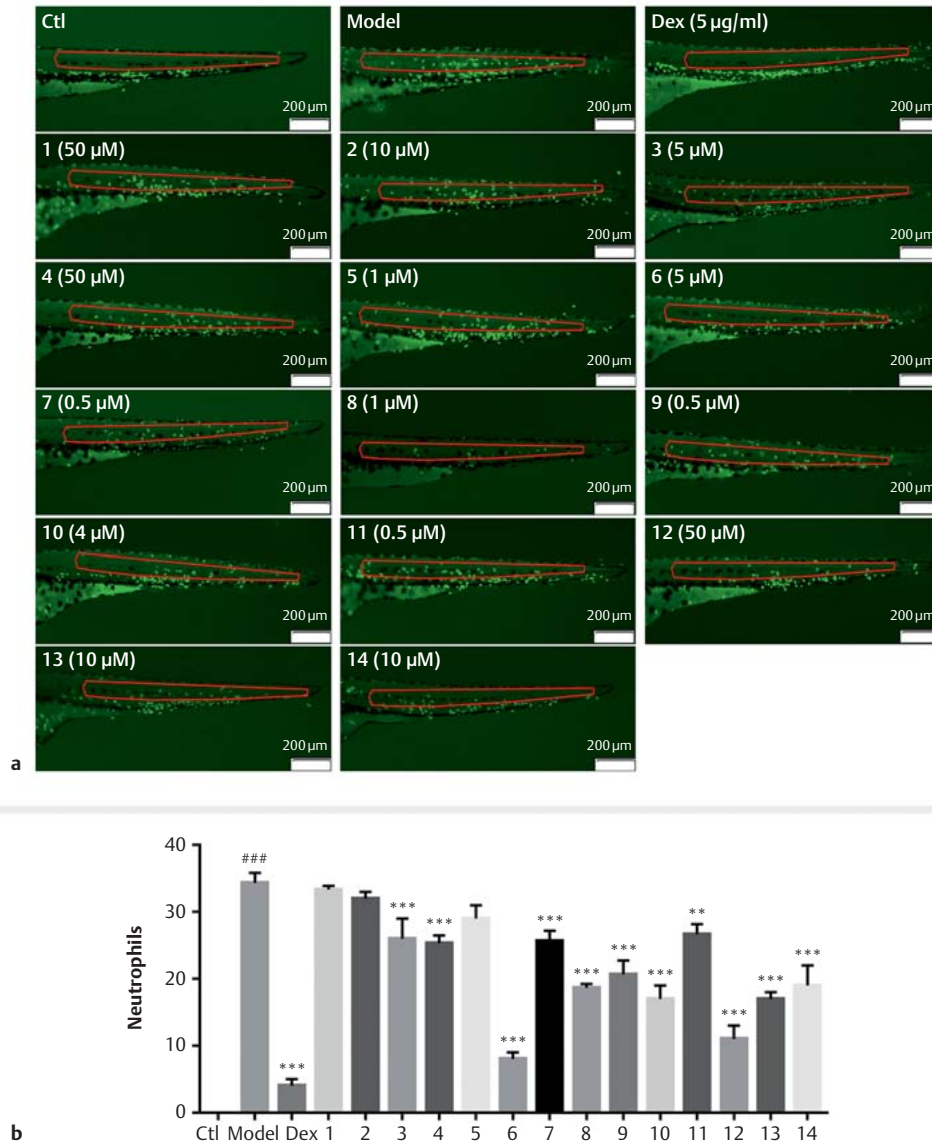 Ctl Model Dex (5 µg/ml)
200 µm 200 µm 200 µm
1 (50 µM) 2 (10 µM) 3 (5 µM)
200 µm 200 µm 200 µm
4 (50 µM) 5 (1 µM) 6 (5 µM)
200 µm 200 µm 200 µm
7 (0.5 µM) 8 (1 µM) 9 (0.5 µM)
200 µm 200 µm 200 µm
10 (4 µM) 11 (0.5 µM) 12 (50 µM)
200 µm 200 µm 200 µm
13 (10 µM) 14 (10 µM)
200 µm 200 µm
a
40
###
30
*** *** *** **
20
*** *** *** *** ***
10
*** *** ***
0
Neutrophils
Ctl Model Dex 1 2 3 4 5 6 7 8 9 10 11 12 13 14
b